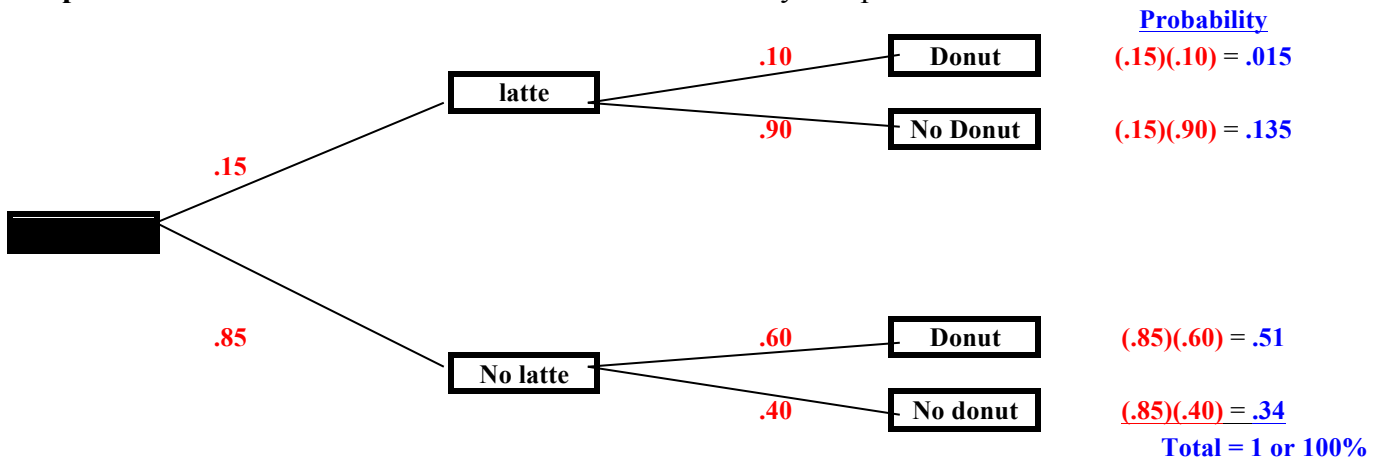 Probability
.10 Donut (.15)(.10) = .015
latte
.90 No Donut (.15)(.90) = .135
.15
.85
.60 Donut (.85)(.60) = .51
No latte
.40 No donut (.85)(.40) = .34
Total = 1 or 100%